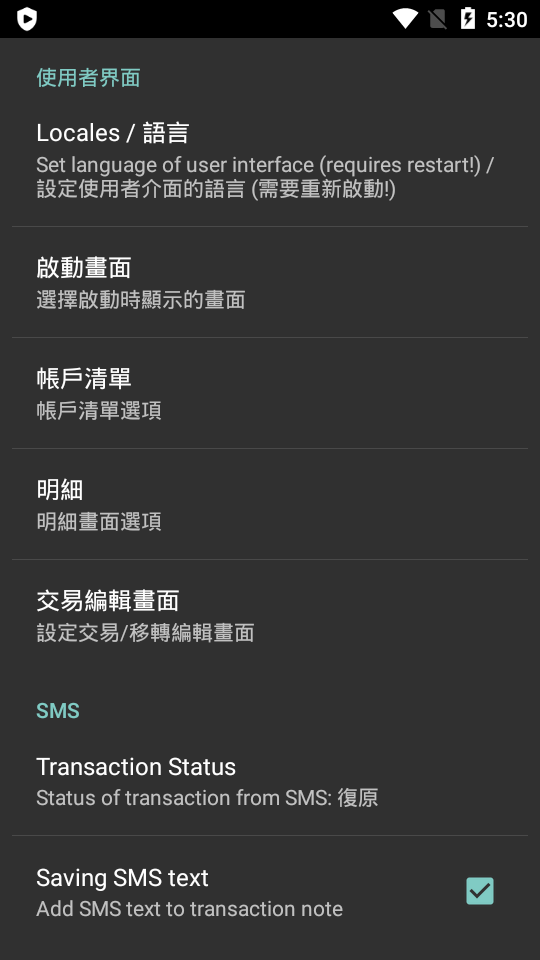 5:30
使用者界面
Locales / 語言
Set language of user interface (requires restart!) /
設定使用者介面的語言 (需要重新啟動!)
啟動畫面
選擇啟動時顯示的畫面
帳戶清單
帳戶清單選項
明細
明細畫面選項
交易編輯畫面
設定交易/移轉編輯畫面
SMS
Transaction Status
Status of transaction from SMS: 復原
Saving SMS text
Add SMS text to transaction note